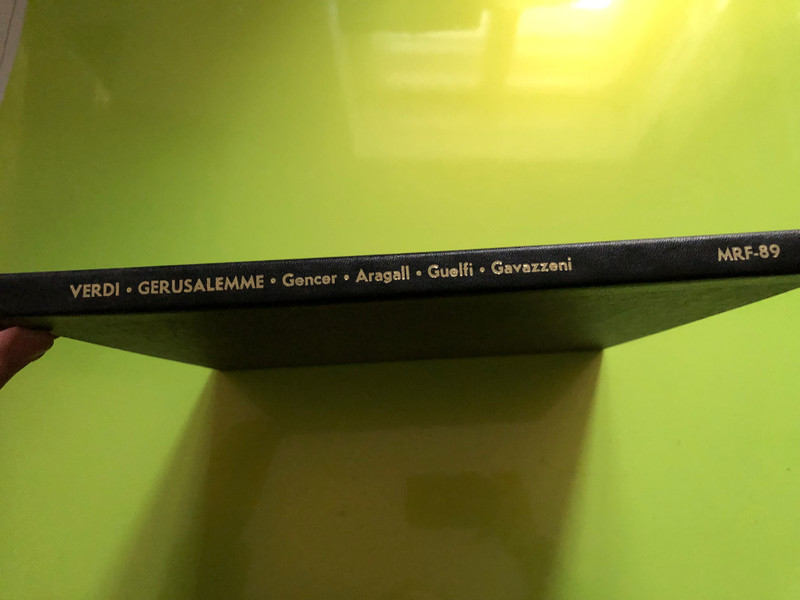 VERDI • GERUSALEMME • Gencer • Aragall • Guelfi • Gavazzeni MRF-89